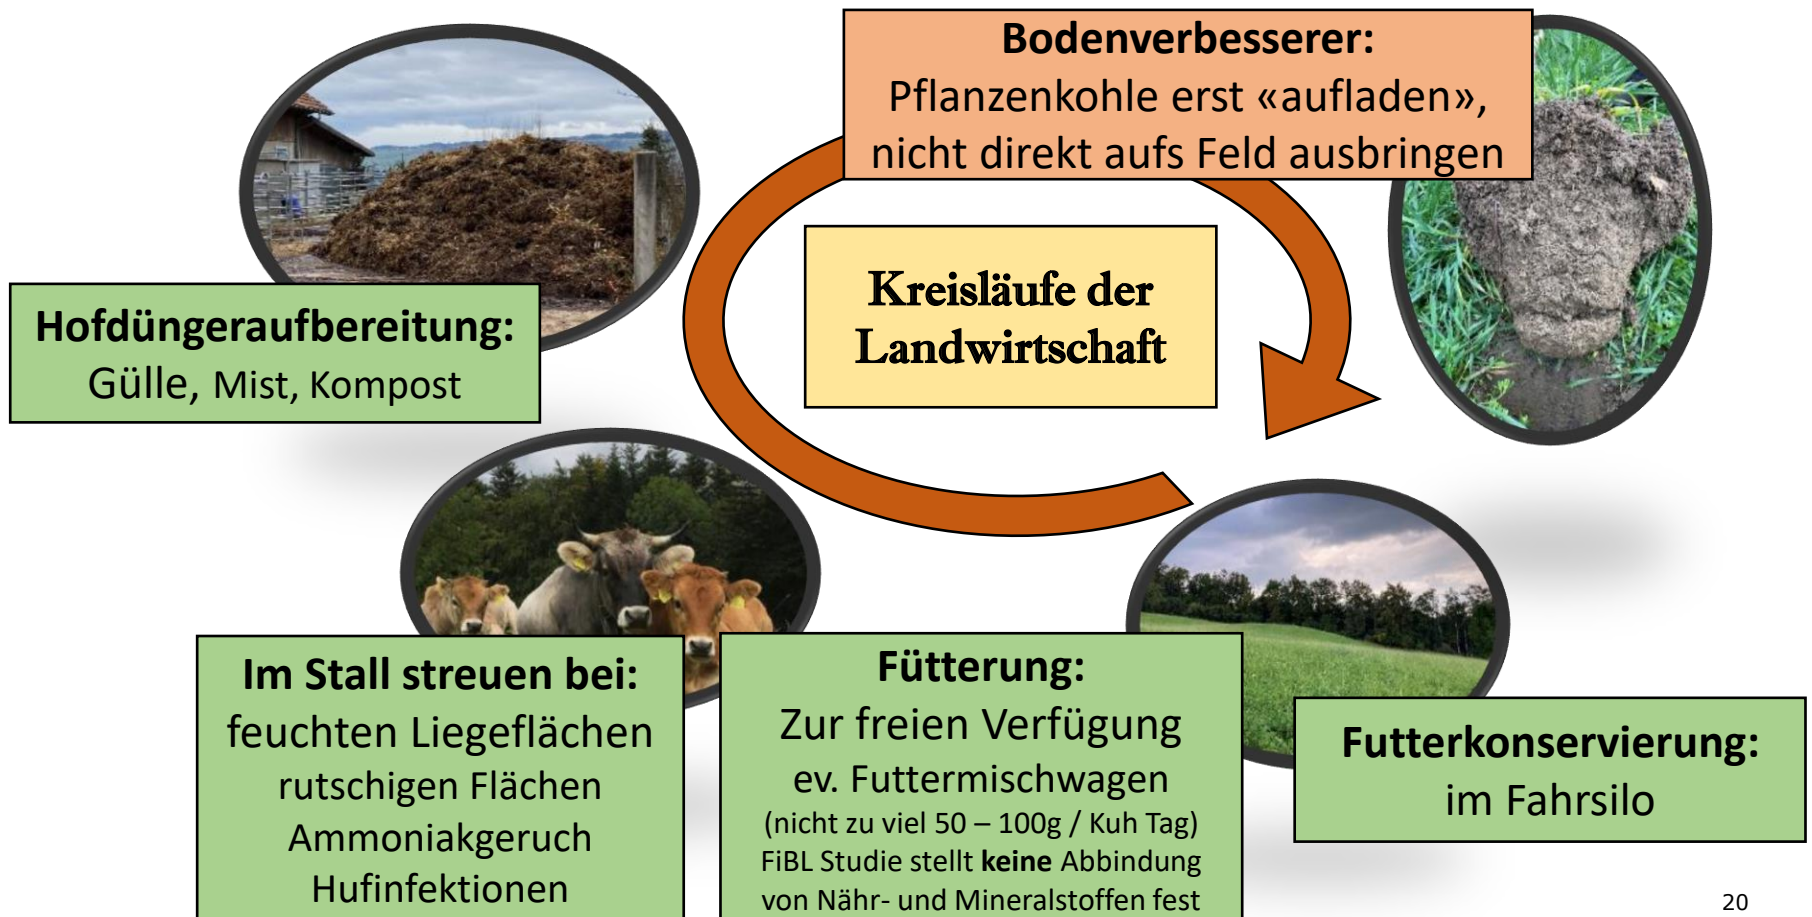 Bodenverbesserer:
Pflanzenkohle erst «aufladen»,
nicht direkt aufs Feld ausbringen
Kreisläufe der
Landwirtschaft
Hofdüngeraufbereitung:
Gülle, Mist, Kompost
Im Stall streuen bei:
feuchten Liegeflächen
rutschigen Flächen
Ammoniakgeruch
Hufinfektionen
Fütterung:
Zur freien Verfügung
ev. Futtermischwagen
(nicht zu viel 50 – 100g / Kuh Tag)
FiBL Studie stellt keine Abbindung
von Nähr- und Mineralstoffen fest
Futterkonservierung:
im Fahrsilo
20